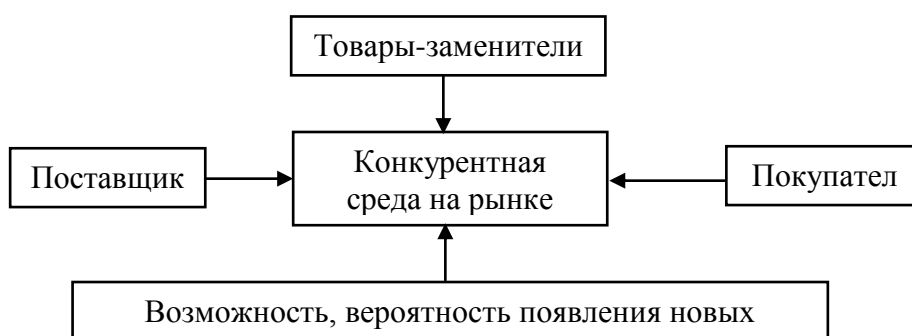 Товары-заменители
Поставщик
Конкурентная
среда на рынке
Покупател
Возможность, вероятность появления новых